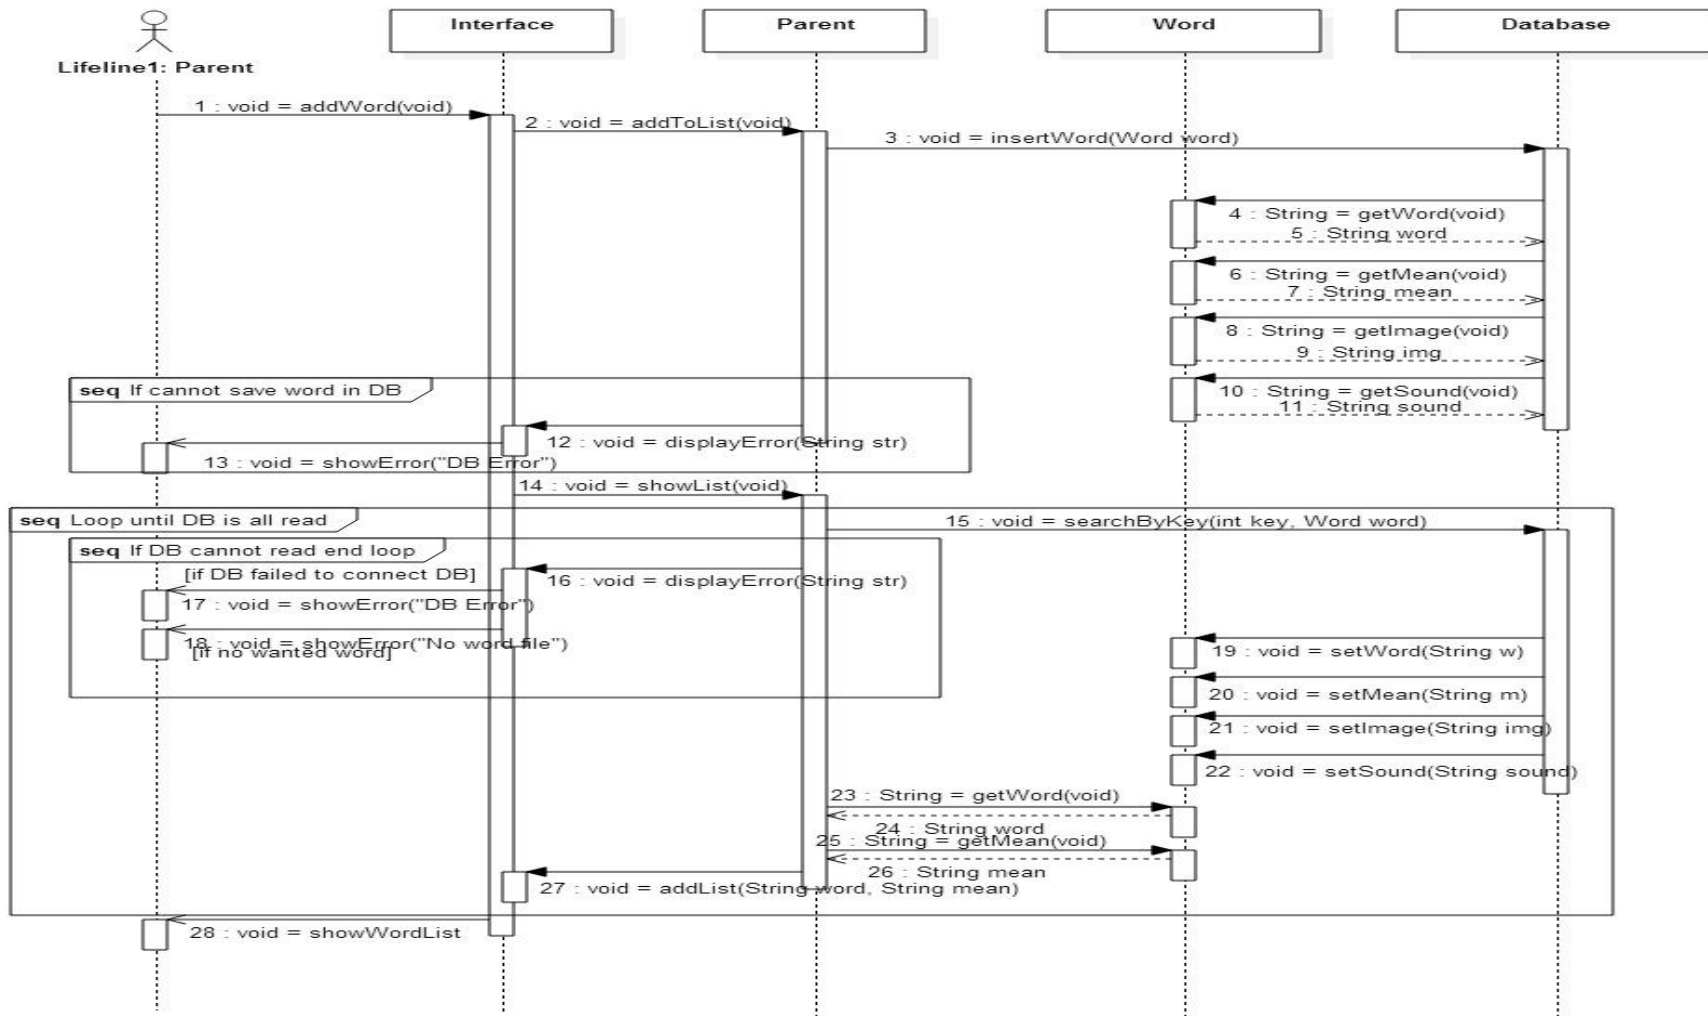 Interface
Parent
Word
Database
Lifeline1: Parent
1 : void = addWord(void)
2 : void = addToList(void)
3 : void = insertWord(Word word)
4 : String = getWord(void)
5 : String word
6 : String = getMean(void)
7 : String mean
8 : String = getImage(void)
9 : String img
seq If cannot save word in DB
10 : String = getSound(void)
11 : String sound
12 : void = displayError(String str)
13 : void = showError("DB Error")
14 : void = showList(void)
seq Loop until DB is all read
15 : void = searchByKey(int key, Word word)
seq If DB cannot read end loop
[if DB failed to connect DB]
16 : void = displayError(String str)
17 : void = showError("DB Error")
18 : void = showError("No word file")
[if no wanted word]
19 : void = setWord(String w)
20 : void = setMean(String m)
21 : void = setImage(String img)
22 : void = setSound(String sound)
23 : String = getWord(void)
24 : String word
25 : String = getMean(void)
26 : String mean
27 : void = addList(String word, String mean)
28 : void = showWordList